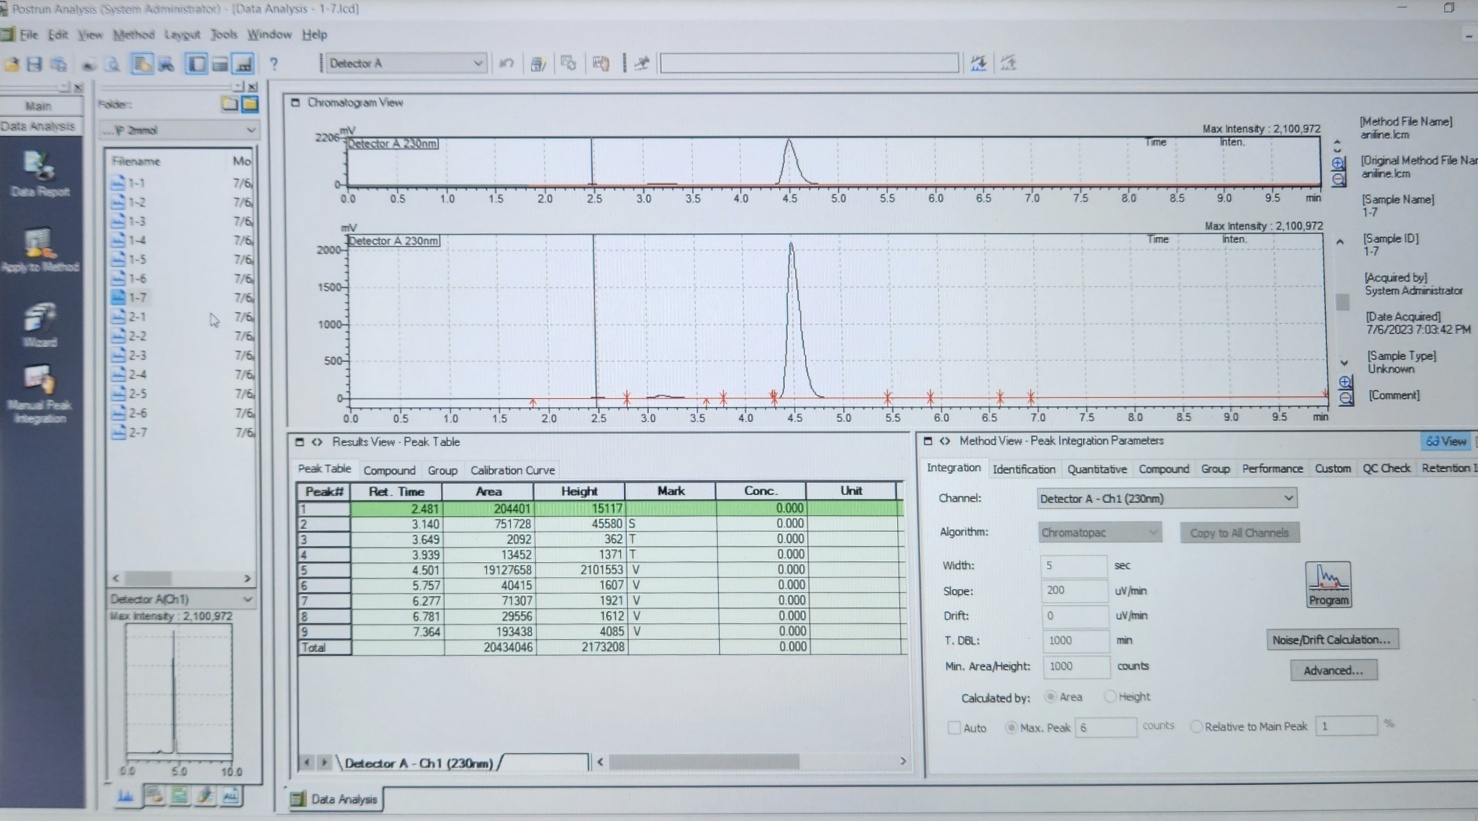 Postrun Analysis (System Administrator) - [Data Analysis - 1-7.lcd]
File Edit View Method Layout Tools Window Help
Detector A
Main
Data Analysis
Data Report
Apply to Method
Wizard
Manual Peak
Integration
Folder:
...\P 2mmol
Filename Mo
1-1 7/6
1-2 7/6
1-3 7/6
1-4 7/6
1-5 7/6
1-6 7/6
1-7 7/6
2-1 7/6
2-2 7/6
2-3 7/6
2-4 7/6
2-5 7/6
2-6 7/6
2-7 7/6
Detector A(Ch1)
Max Intensity : 2,100,972
0.0 5.0 10.0
Chromatogram View
mV
Max Intensity : 2,100,972
2206
Detector A 230nm
Time Inten.
0
0.0 0.5 1.0 1.5 2.0 2.5 3.0 3.5 4.0 4.5 5.0 5.5 6.0 6.5 7.0 7.5 8.0 8.5 9.0 9.5 min
mV
Max Intensity : 2,100,972
Detector A 230nm
Time Inten.
2000
1500
1000
500
0
0.0 0.5 1.0 1.5 2.0 2.5 3.0 3.5 4.0 4.5 5.0 5.5 6.0 6.5 7.0 7.5 8.0 8.5 9.0 9.5 min
[Method File Name]
aniline.lcm
[Original Method File Nar
aniline.lcm
[Sample Name]
1-7
[Sample ID]
1-7
[Acquired by]
System Administrator
[Date Acquired]
7/6/2023 7:03:42 PM
[Sample Type]
Unknown
[Comment]
Results View - Peak Table
Peak Table Compound Group Calibration Curve
Peak# Ret. Time Area Height Mark Conc. Unit
1 2.481 204401 15117 0.000
2 3.140 751728 45580 S 0.000
3 3.649 2092 362 T 0.000
4 3.939 13452 1371 T 0.000
5 4.501 19127658 2101553 V 0.000
6 5.757 40415 1607 V 0.000
7 6.277 71307 1921 V 0.000
8 6.781 29556 1612 V 0.000
9 7.364 193438 4085 V 0.000
Total 20434046 2173208 0.000
Detector A - Ch1 (230nm)
Method View - Peak Integration Parameters
View
Integration Identification Quantitative Compound Group Performance Custom QC Check Retention I
Channel: Detector A - Ch1 (230nm)
Algorithm: Chromatopac Copy to All Channels
Width: 5 sec
Slope: 200 uV/min
Drift: 0 uV/min
T. DBL: 1000 min
Min. Area/Height: 1000 counts
Program
Noise/Drift Calculation...
Advanced...
Calculated by: Area Height
Auto Max. Peak 6 counts Relative to Main Peak 1 %
Data Analysis